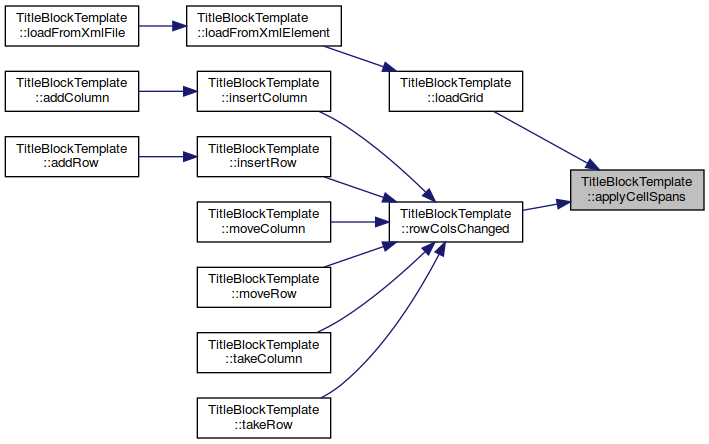 TitleBlockTemplate
::loadFromXmlFile
TitleBlockTemplate
::loadFromXmlElement
TitleBlockTemplate
::addColumn
TitleBlockTemplate
::insertColumn
TitleBlockTemplate
::loadGrid
TitleBlockTemplate
::addRow
TitleBlockTemplate
::insertRow
TitleBlockTemplate
::applyCellSpans
TitleBlockTemplate
::moveColumn
TitleBlockTemplate
::rowColsChanged
TitleBlockTemplate
::moveRow
TitleBlockTemplate
::takeColumn
TitleBlockTemplate
::takeRow